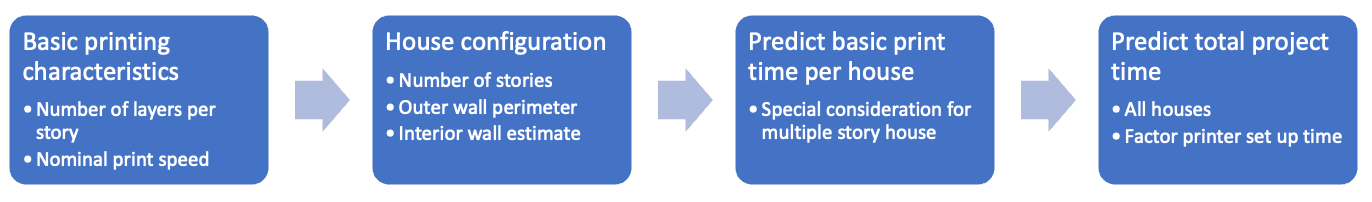 Basic printing
characteristics
• Number of layers per
story
• Nominal print speed
House configuration
• Number of stories
• Outer wall perimeter
• Interior wall estimate
Predict basic print
time per house
• Special consideration for
multiple story house
Predict total project
time
• All houses
• Factor printer set up time